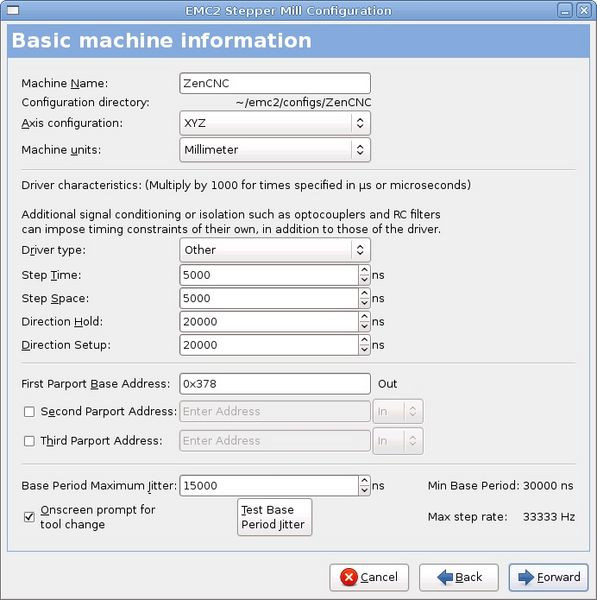 EMC2 Stepper Mill Configuration
Basic machine information
Machine Name: ZenCNC
Configuration directory: ~/emc2/configs/ZenCNC
Axis configuration: XYZ
Machine units: Millimeter
Driver characteristics: (Multiply by 1000 for times specified in µs or microseconds)
Additional signal conditioning or isolation such as optocouplers and RC filters
can impose timing constraints of their own, in addition to those of the driver.
Driver type: Other
Step Time: 5000 ns
Step Space: 5000 ns
Direction Hold: 20000 ns
Direction Setup: 20000 ns
First Parport Base Address: 0x378 Out
Second Parport Address: Enter Address In
Third Parport Address: Enter Address In
Base Period Maximum Jitter: 15000 ns Min Base Period: 30000 ns
Onscreen prompt for
tool change
Test Base
Period Jitter
Max step rate: 33333 Hz
Cancel Back Forward